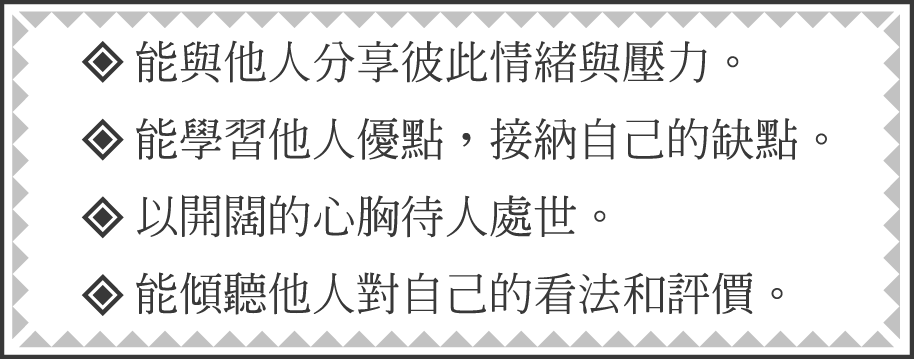 ◈ 能與他人分享彼此情緒與壓力。
◈ 能學習他人優點，接納自己的缺點。
◈ 以開闊的心胸待人處世。
◈ 能傾聽他人對自己的看法和評價。